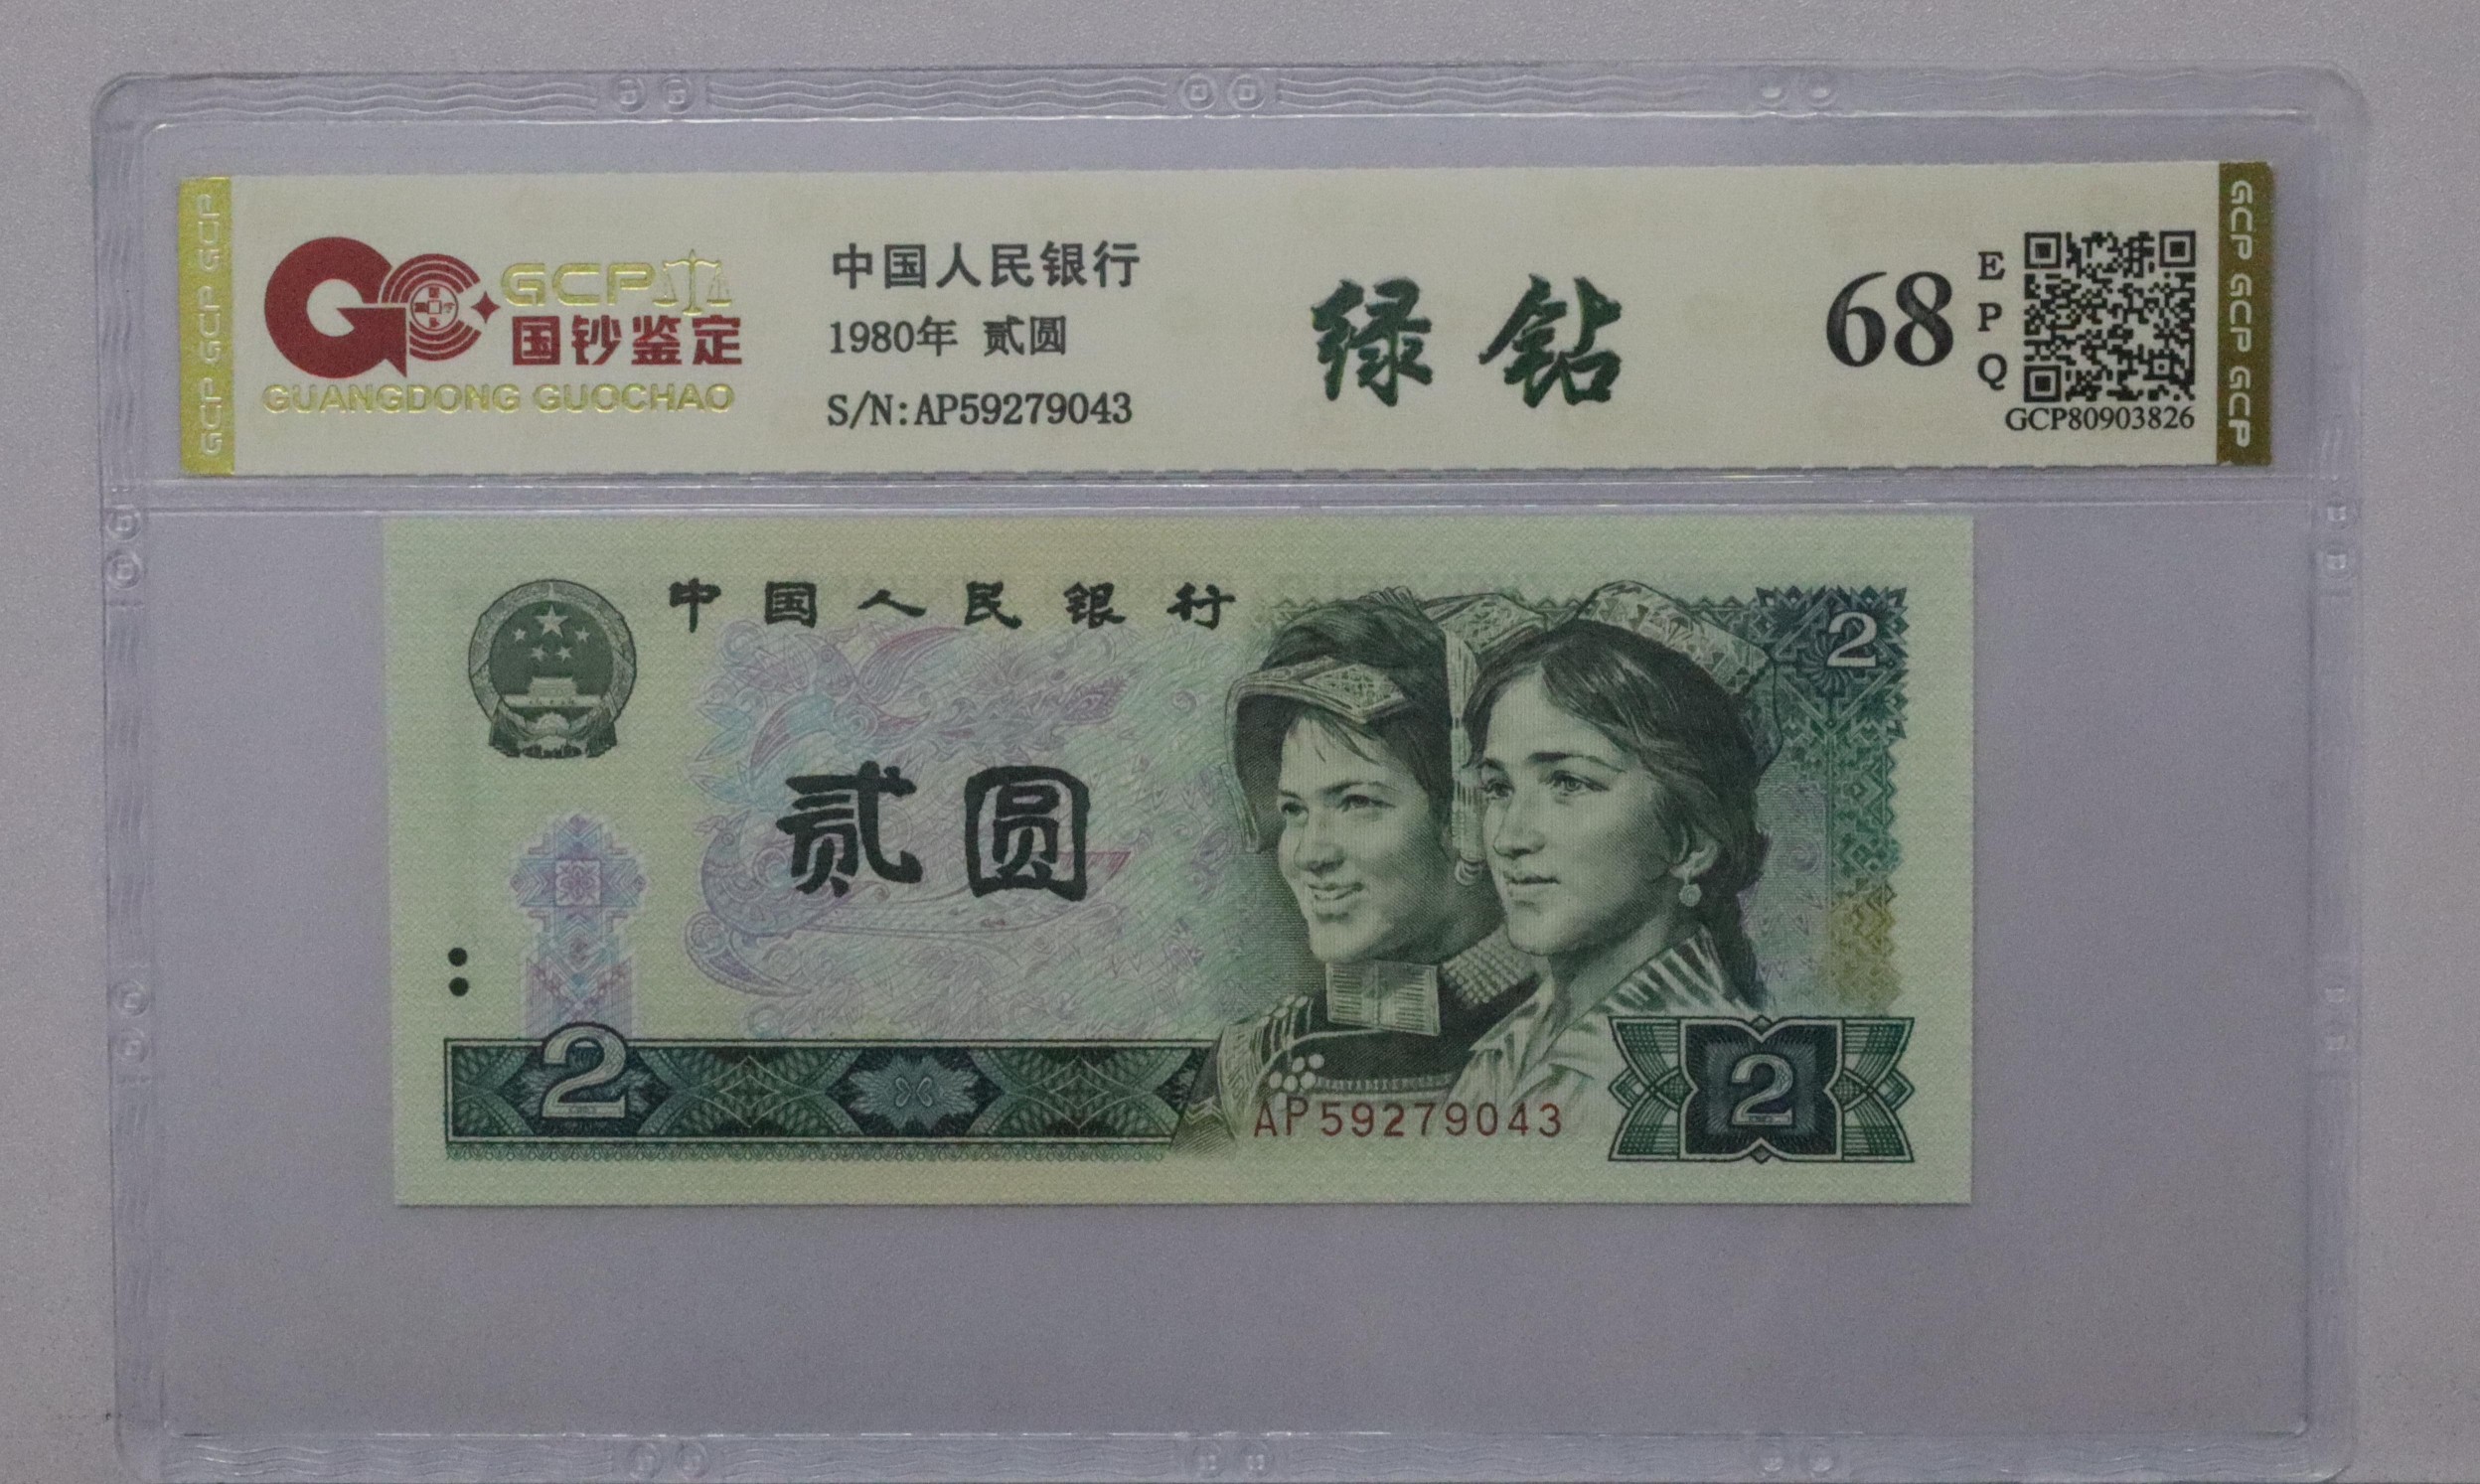 GCP GCP GCP
GCP
国钞鉴定
GUANGDONG GUOCHAO
中国人民银行
1980年 贰圆
S/N:AP59279043
绿钻
68
EPQ
GCP80903826
GCP GCP GCP GCP
中国人民银行
2
贰圆
2
AP59279043
2